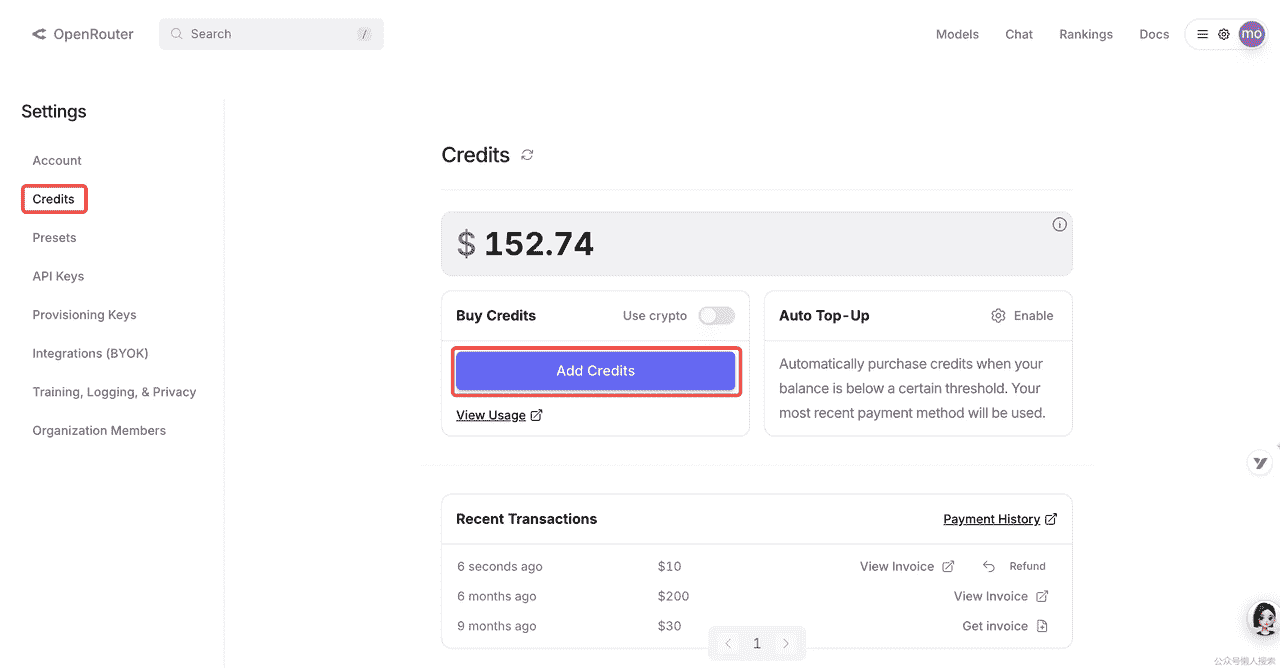 OpenRouter
Search /
Models Chat Rankings Docs
mo
Settings
Account
Credits
Presets
API Keys
Provisioning Keys
Integrations (BYOK)
Training, Logging, & Privacy
Organization Members
Credits
$ 152.74
Buy Credits Use crypto
Add Credits
View Usage
Auto Top-Up Enable
Automatically purchase credits when your
balance is below a certain threshold. Your
most recent payment method will be used.
Recent Transactions Payment History
6 seconds ago $10 View Invoice Refund
6 months ago $200 View Invoice
9 months ago $30 Get invoice
1
公众号懒人搜索